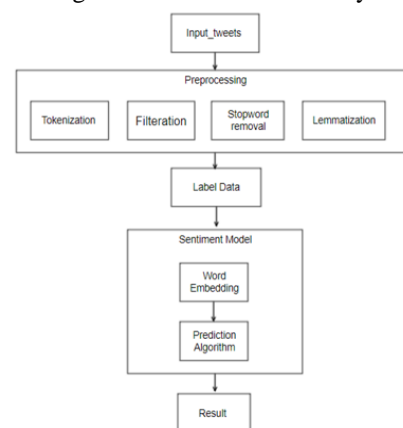 Input_tweets
Preprocessing
Tokenization
Filteration
Stopword
removal
Lemmatization
Label Data
Sentiment Model
Word
Embedding
Prediction
Algorithm
Result